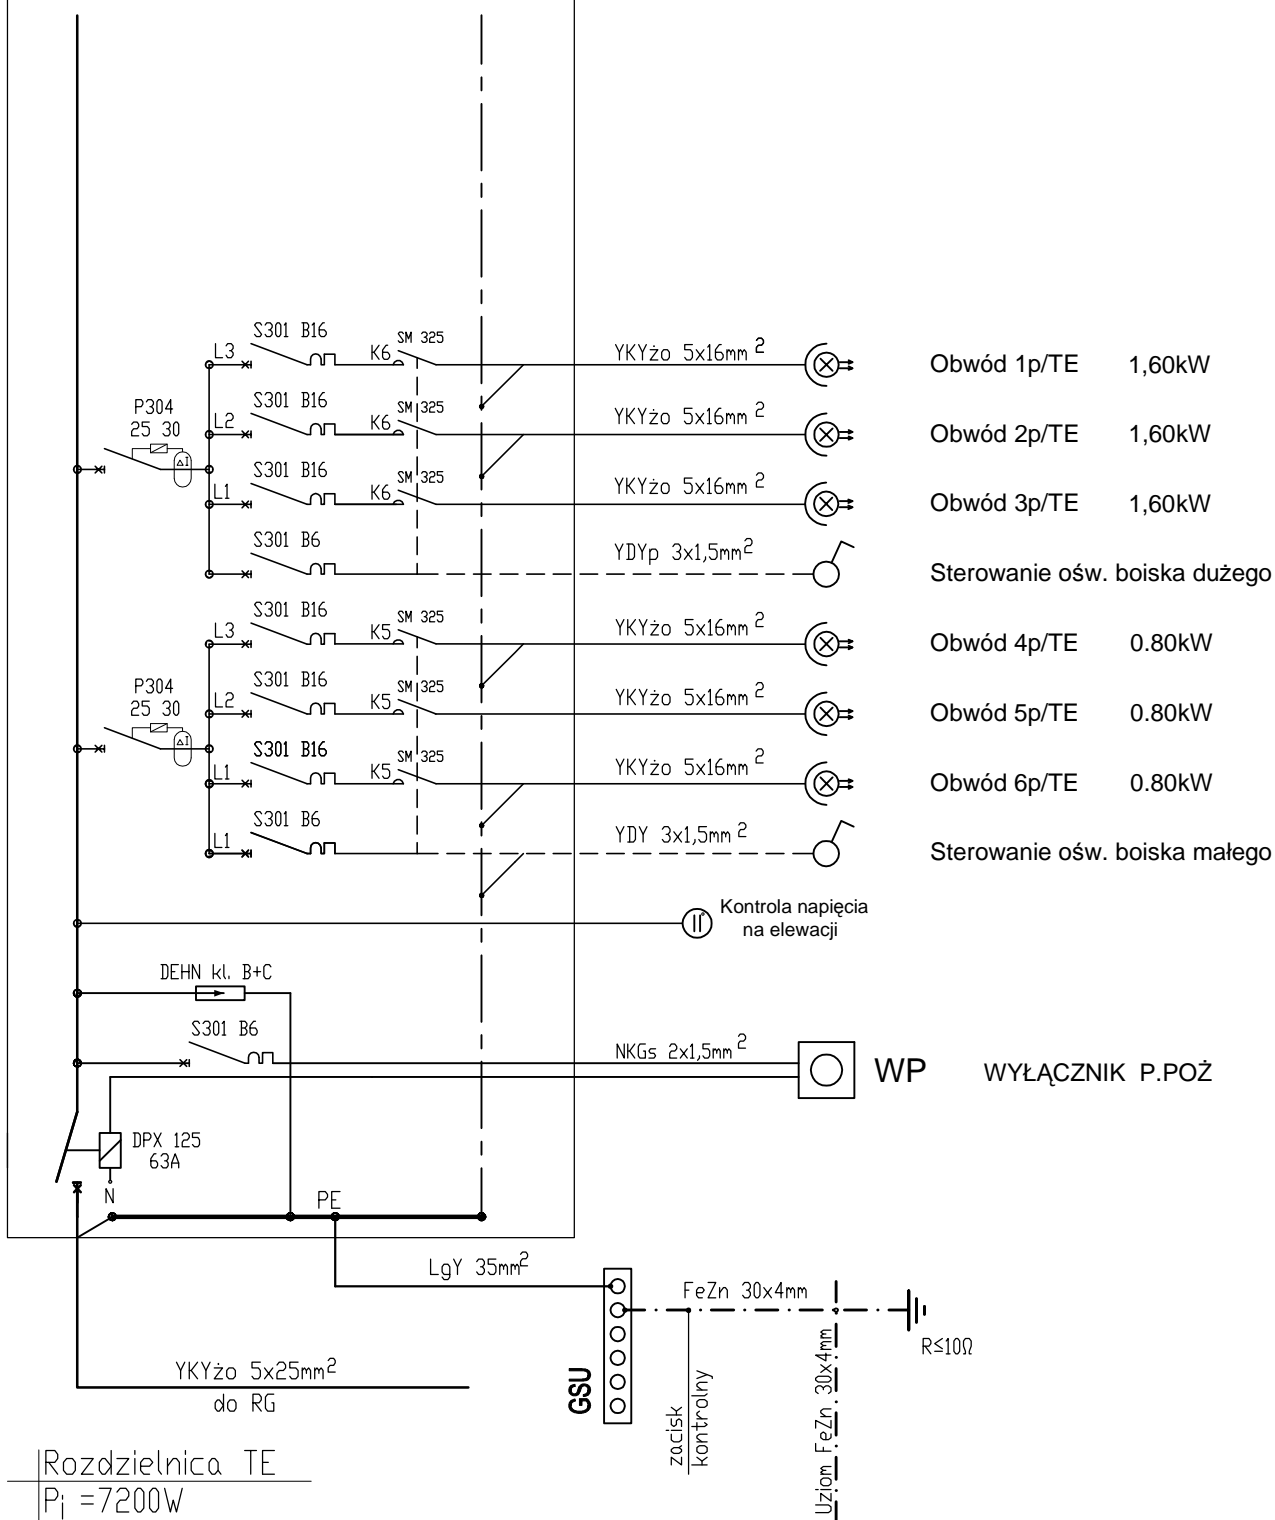 S301 B16
L3
K6
SM 325
YKYżo 5x16mm 2
Obwód 1p/TE 1,60kW
P304
25 30
ΔI
S301 B16
L2
K6
SM 325
YKYżo 5x16mm 2
Obwód 2p/TE 1,60kW
S301 B16
L1
K6
SM 325
YKYżo 5x16mm 2
Obwód 3p/TE 1,60kW
S301 B6
YDYp 3x1,5mm2
Sterowanie ośw. boiska dużego
S301 B16
L3
K5
SM 325
YKYżo 5x16mm 2
Obwód 4p/TE 0.80kW
P304
25 30
ΔI
S301 B16
L2
K5
SM 325
YKYżo 5x16mm 2
Obwód 5p/TE 0.80kW
S301 B16
L1
K5
SM 325
YKYżo 5x16mm 2
Obwód 6p/TE 0.80kW
S301 B6
L1
YDY 3x1,5mm 2
Sterowanie ośw. boiska małego
Kontrola napięcia
na elewacji
DEHN kl. B+C
S301 B6
NKGs 2x1,5mm 2
WP WYŁĄCZNIK P.POŻ
DPX 125
63A
N
PE
LgY 35mm2
FeZn 30x4mm
R≤10Ω
GSU
zacisk
kontrolny
Uziom FeZn 30x4mm
YKYżo 5x25mm2
do RG
Rozdzielnica TE
Pi =7200W